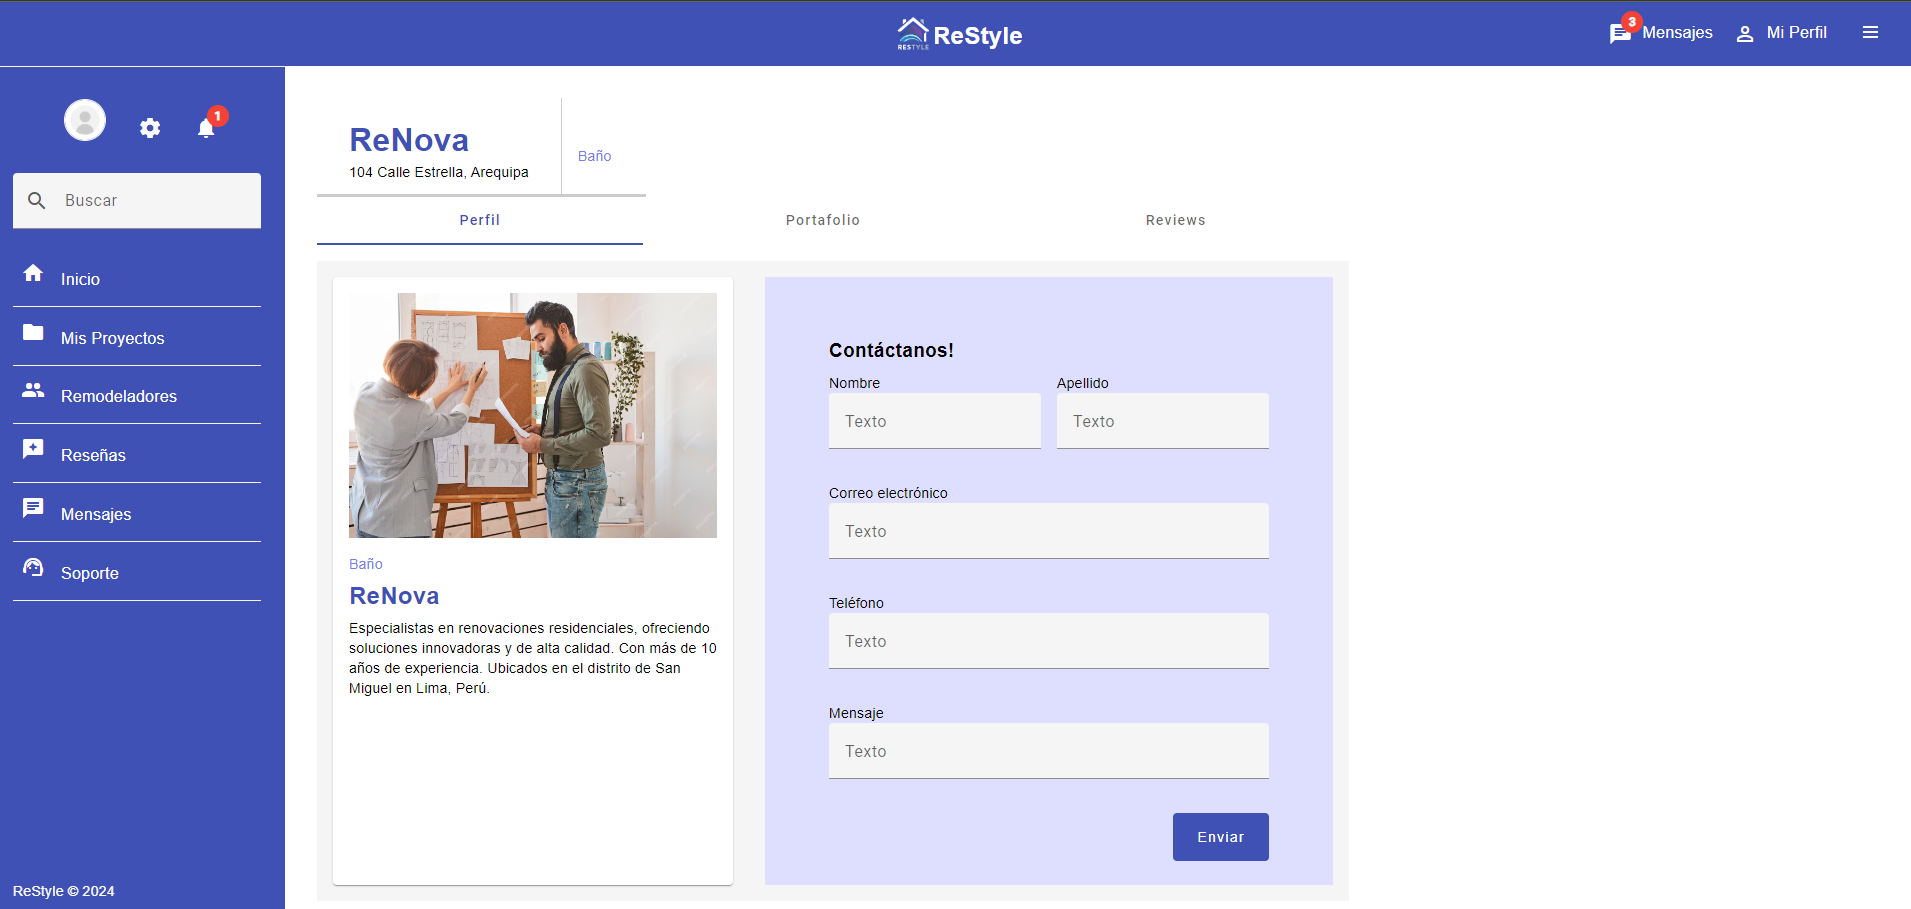 RESTYLE
ReStyle
3
Mensajes
Mi Perfil
1
Buscar
Inicio
Mis Proyectos
Remodeladores
Reseñas
Mensajes
Soporte
ReStyle © 2024
ReNova
104 Calle Estrella, Arequipa
Baño
Perfil
Portafolio
Reviews
Baño
ReNova
Especialistas en renovaciones residenciales, ofreciendo
soluciones innovadoras y de alta calidad. Con más de 10
años de experiencia. Ubicados en el distrito de San
Miguel en Lima, Perú.
Contáctanos!
Nombre
Apellido
Texto
Texto
Correo electrónico
Texto
Teléfono
Texto
Mensaje
Texto
Enviar